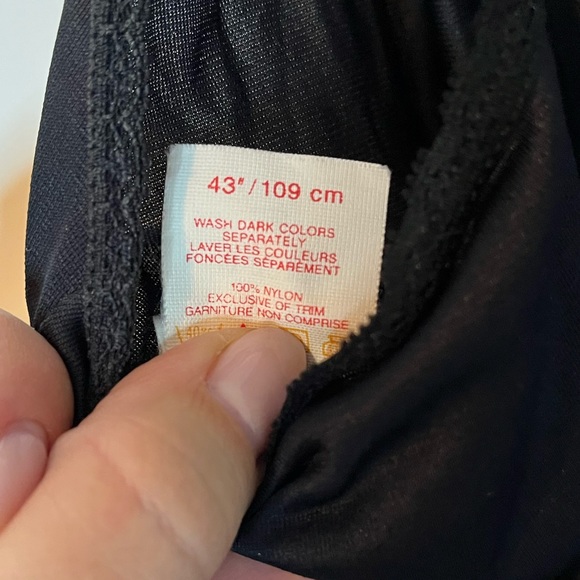 43"/109 cm
WASH DARK COLORS
SEPARATELY
LAVER LES COULEURS
FONCÉES SÉPARÉMENT
100% NYLON
EXCLUSIVE OF TRIM
GARNITURE NON COMPRISE